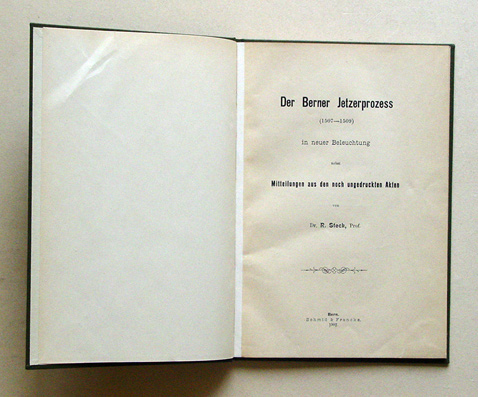 Der Berner Jetzerprozess
(1507—1509)
in neuer Beleuchtung
nebst
Mitteilungen aus den noch ungedruckten Akten
von
Dr. R. Steck, Prof.
Bern.
Schmid & Francke.
1902.